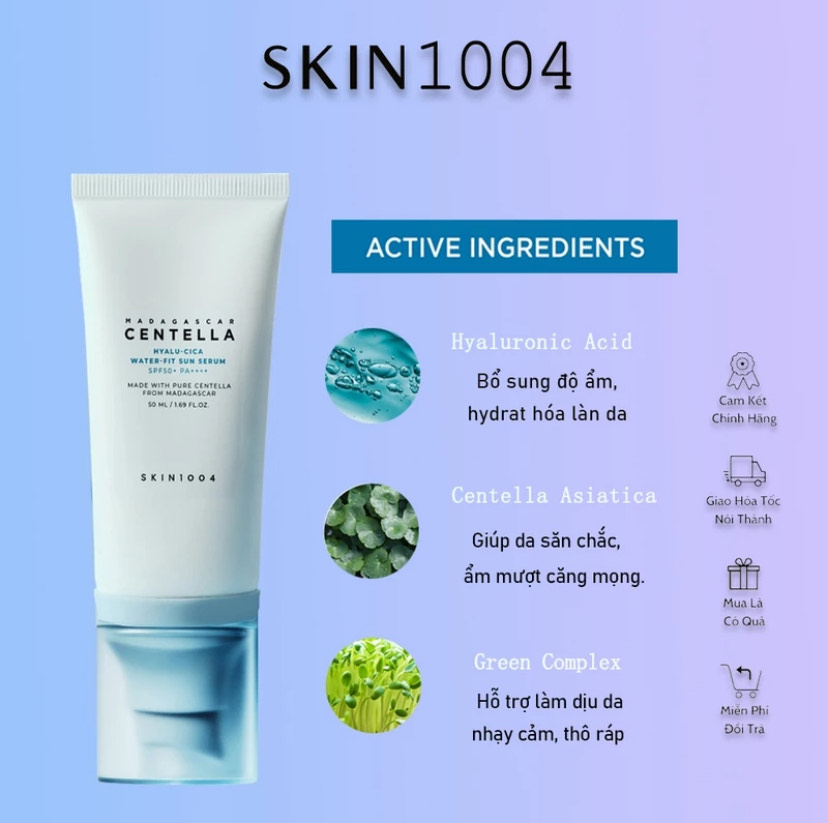 SKIN1004
MADAGASCAR
CENTELLA
HYALU-CICA
WATER-FIT SUN SERUM
SPF50+ PA++++
MADE WITH PURE CENTELLA
FROM MADAGASCAR
50 ML / 1.69 FL.OZ.
SKIN1004
ACTIVE INGREDIENTS
Hyaluronic Acid
Bổ sung độ ẩm,
hydrat hóa làn da
Centella Asiatica
Giúp da săn chắc,
ẩm mượt căng mọng.
Green Complex
Hỗ trợ làm dịu da
nhạy cảm, thô ráp
Cam Kết
Chính Hãng
Giao Hỏa Tốc
Nội Thành
Mua Là
Có Quà
Miễn Phí
Đổi Trả